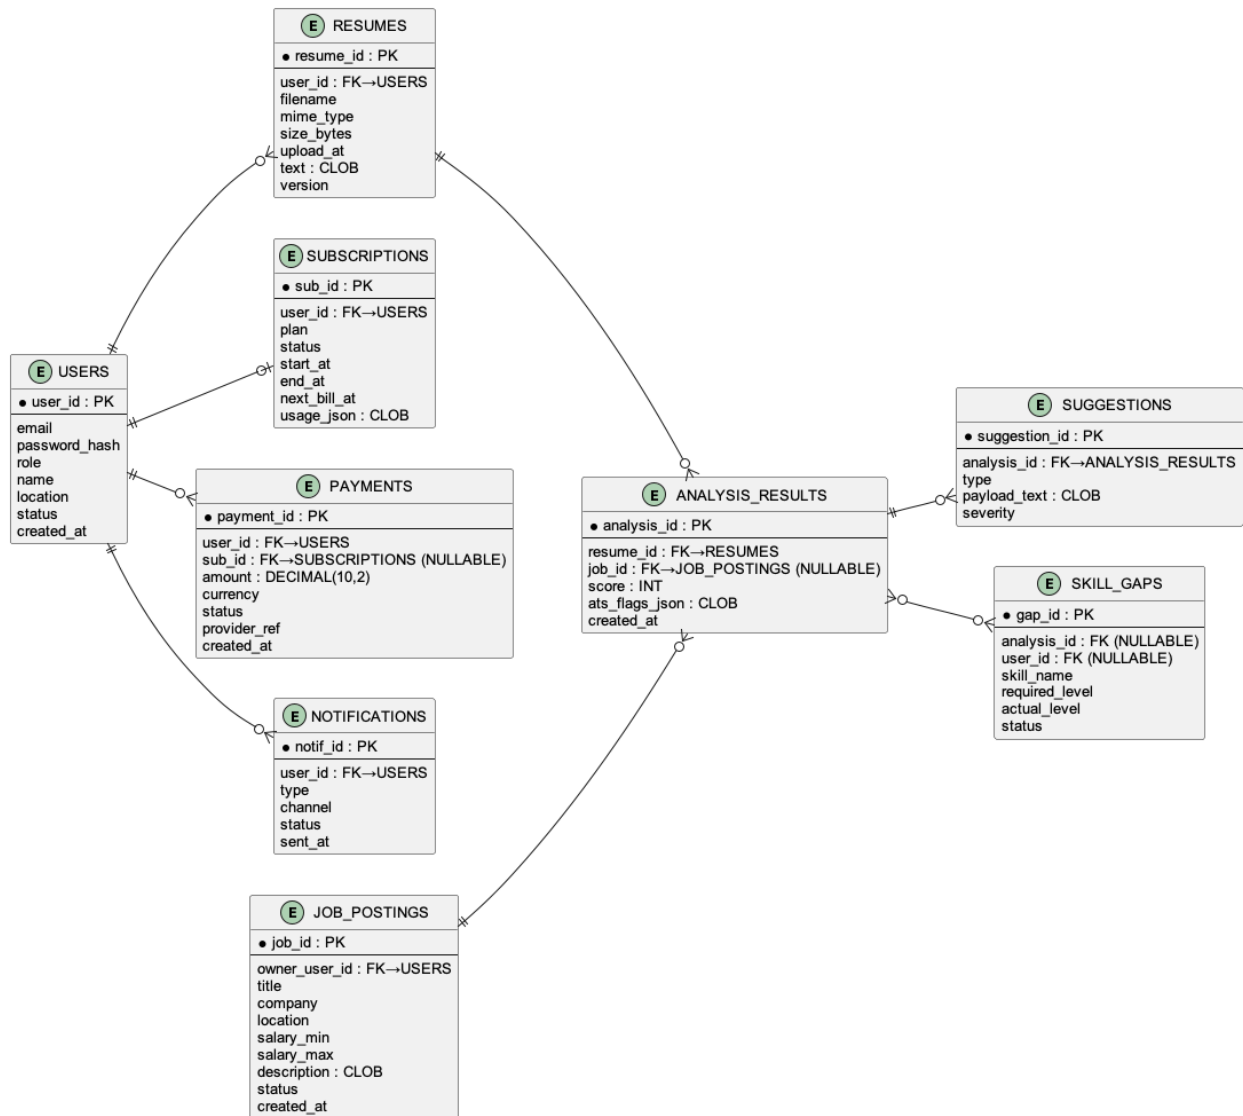 E RESUMES
● resume_id : PK
user_id : FK→USERS
filename
mime_type
size_bytes
upload_at
text : CLOB
version
E SUBSCRIPTIONS
● sub_id : PK
user_id : FK→USERS
plan
status
start_at
end_at
next_bill_at
usage_json : CLOB
E USERS
● user_id : PK
email
password_hash
role
name
location
status
created_at
E PAYMENTS
● payment_id : PK
user_id : FK→USERS
sub_id : FK→SUBSCRIPTIONS (NULLABLE)
amount : DECIMAL(10,2)
currency
status
provider_ref
created_at
E NOTIFICATIONS
● notif_id : PK
user_id : FK→USERS
type
channel
status
sent_at
E JOB_POSTINGS
● job_id : PK
owner_user_id : FK→USERS
title
company
location
salary_min
salary_max
description : CLOB
status
created_at
E ANALYSIS_RESULTS
● analysis_id : PK
resume_id : FK→RESUMES
job_id : FK→JOB_POSTINGS (NULLABLE)
score : INT
ats_flags_json : CLOB
created_at
E SUGGESTIONS
● suggestion_id : PK
analysis_id : FK→ANALYSIS_RESULTS
type
payload_text : CLOB
severity
E SKILL_GAPS
● gap_id : PK
analysis_id : FK (NULLABLE)
user_id : FK (NULLABLE)
skill_name
required_level
actual_level
status